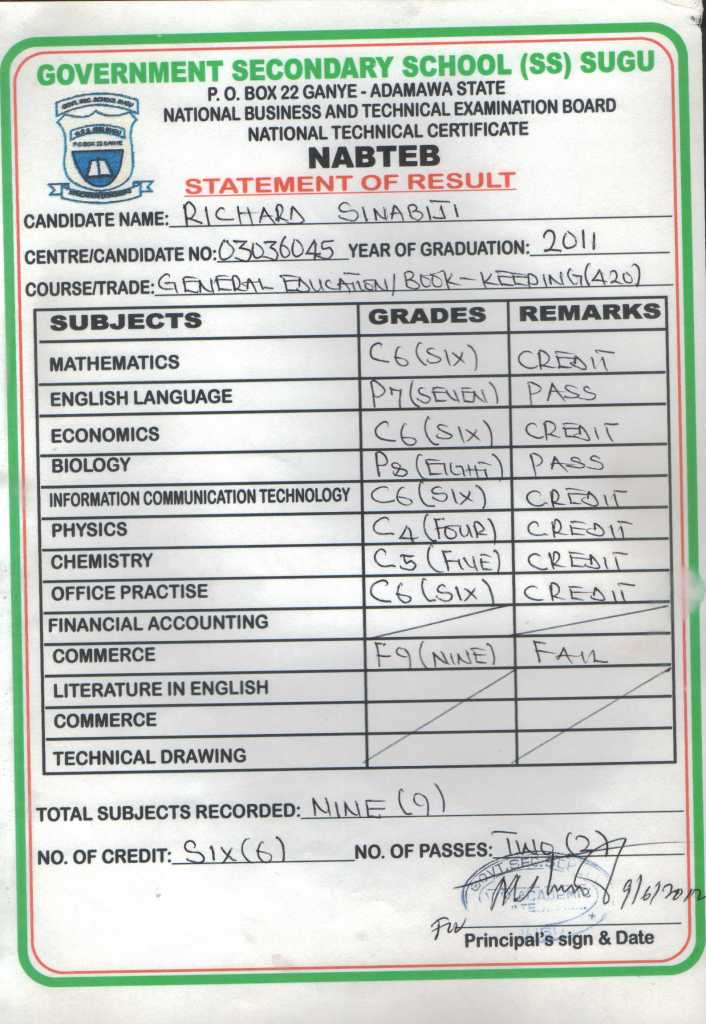 GOVERNMENT SECONDARY SCHOOL (SS) SUGU
P. O. BOX 22 GANYE - ADAMAWA STATE
NATIONAL BUSINESS AND TECHNICAL EXAMINATION BOARD
NATIONAL TECHNICAL CERTIFICATE
NABTEB
STATEMENT OF RESULT
GOVT. SEC. SCHOOL SUGU
P.O BOX 22 GANYE
CANDIDATE NAME: RICHARD SINABIJI
CENTRE/CANDIDATE NO: 03036045 YEAR OF GRADUATION: 2011
COURSE/TRADE: GENERAL EDUCATION/BOOK-KEEPING(420)
SUBJECTS GRADES REMARKS
MATHEMATICS C6 (SIX) CREDIT
ENGLISH LANGUAGE P7 (SEVEN) PASS
ECONOMICS C6 (SIX) CREDIT
BIOLOGY P8 (EIGHT) PASS
INFORMATION COMMUNICATION TECHNOLOGY C6 (SIX) CREDIT
PHYSICS C4 (FOUR) CREDIT
CHEMISTRY C5 (FIVE) CREDIT
OFFICE PRACTISE C6 (SIX) CREDIT
FINANCIAL ACCOUNTING
COMMERCE F9 (NINE) FAIL
LITERATURE IN ENGLISH
COMMERCE
TECHNICAL DRAWING
TOTAL SUBJECTS RECORDED: NINE (9)
NO. OF CREDIT: SIX (6) NO. OF PASSES: TWO (2)
GOVT. SEC. SCH
ACADEMIC
9/6/2012
For
Principal's sign & Date